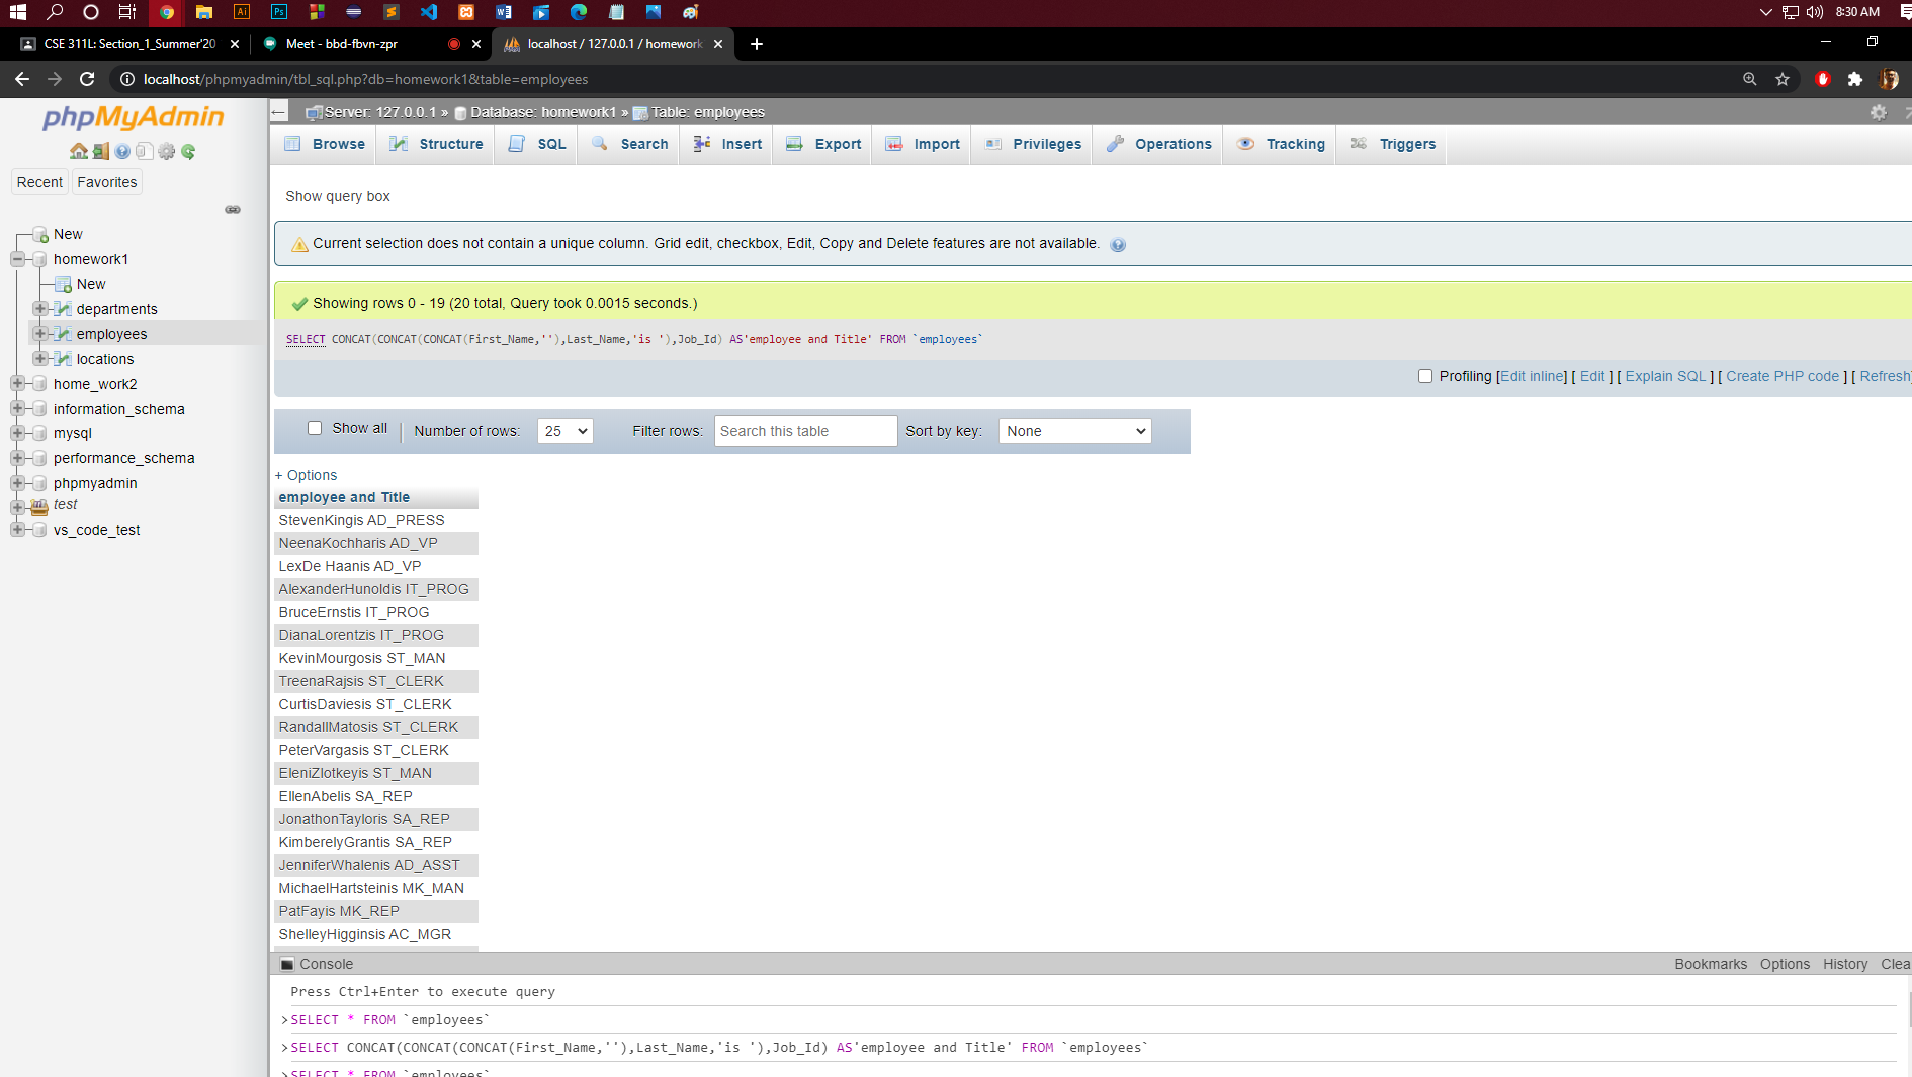 8:30 AM
CSE 311L: Section_1_Summer'20
Meet - bbd-fbvn-zpr
localhost / 127.0.0.1 / homework
localhost/phpmyadmin/tbl_sql.php?db=homework1&table=employees
phpMyAdmin
Recent
Favorites
New
homework1
New
departments
employees
locations
home_work2
information_schema
mysql
performance_schema
phpmyadmin
test
vs_code_test
Server: 127.0.0.1 » Database: homework1 » Table: employees
Browse Structure SQL Search Insert Export Import Privileges Operations Tracking Triggers
Show query box
Current selection does not contain a unique column. Grid edit, checkbox, Edit, Copy and Delete features are not available.
Showing rows 0 - 19 (20 total, Query took 0.0015 seconds.)
SELECT CONCAT(CONCAT(CONCAT(First_Name,''),Last_Name,'is '),Job_Id) AS'employee and Title' FROM `employees`
Profiling [Edit inline] [ Edit ] [ Explain SQL ] [ Create PHP code ] [ Refresh]
Show all Number of rows: 25 Filter rows: Search this table Sort by key: None
+ Options
employee and Title
StevenKingis AD_PRESS
NeenaKochharis AD_VP
LexDe Haanis AD_VP
AlexanderHunoldis IT_PROG
BruceErnstis IT_PROG
DianaLorentzis IT_PROG
KevinMourgosis ST_MAN
TreenaRajsis ST_CLERK
CurtisDaviesis ST_CLERK
RandallMatosis ST_CLERK
PeterVargasis ST_CLERK
EleniZlotkeyis ST_MAN
EllenAbelis SA_REP
JonathonTayloris SA_REP
KimberelyGrantis SA_REP
JenniferWhalenis AD_ASST
MichaelHartsteinis MK_MAN
PatFayis MK_REP
ShelleyHigginsis AC_MGR
Console
Bookmarks Options History Clea
Press Ctrl+Enter to execute query
>SELECT * FROM `employees`
>SELECT CONCAT(CONCAT(CONCAT(First_Name,''),Last_Name,'is '),Job_Id) AS'employee and Title' FROM `employees`
>SELECT * FROM `employees`